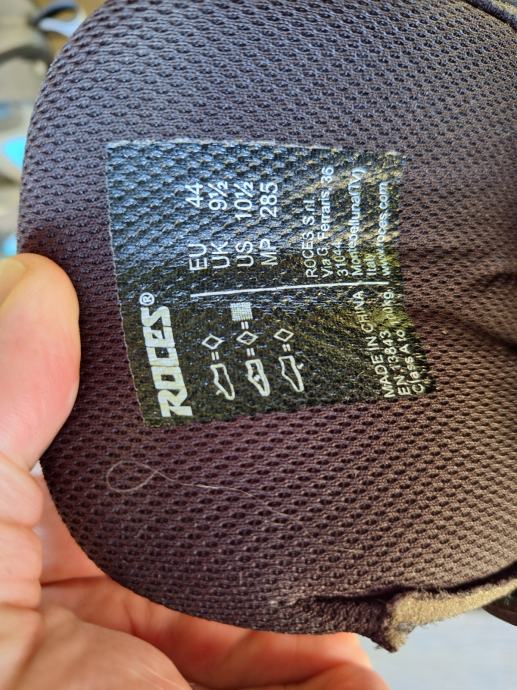 ROCES®
EU 44
UK 9½
US 10½
MP 285
ROCES S.r.l.
Via G. Ferraris, 36
31044
Montebelluna(TV)
Italy
www.roces.com
MADE IN CHINA
EN 13843
Class A